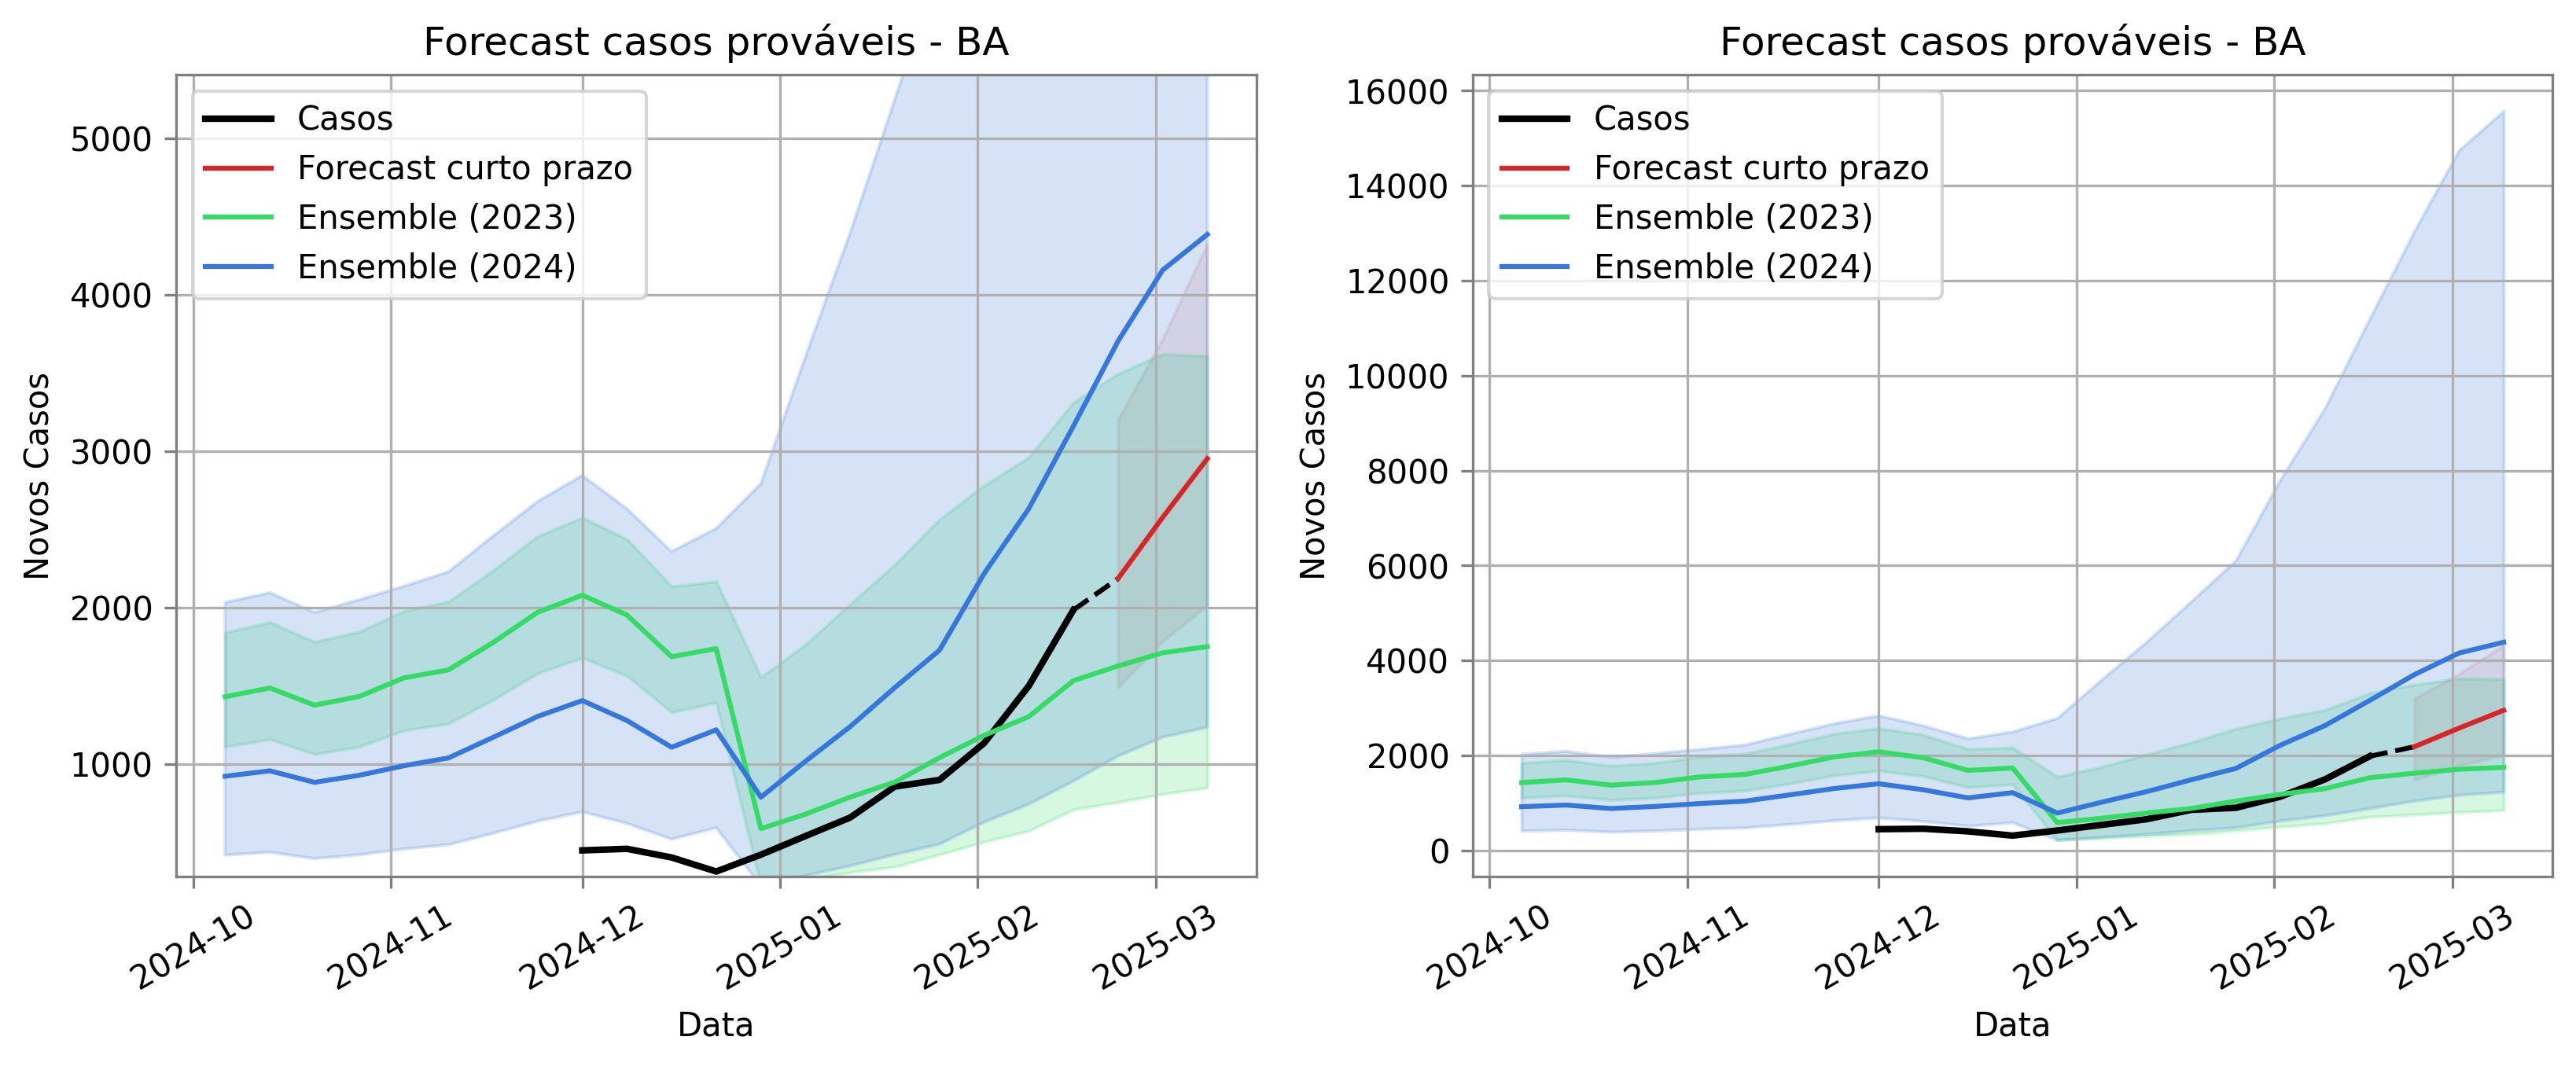 Forecast casos prováveis - BA
Casos
Forecast curto prazo
Ensemble (2023)
Ensemble (2024)
5000
4000
3000
2000
1000
Novos Casos
2024-10
2024-11
2024-12
2025-01
2025-02
2025-03
Data
Forecast casos prováveis - BA
Casos
Forecast curto prazo
Ensemble (2023)
Ensemble (2024)
16000
14000
12000
10000
8000
6000
4000
2000
0
Novos Casos
2024-10
2024-11
2024-12
2025-01
2025-02
2025-03
Data